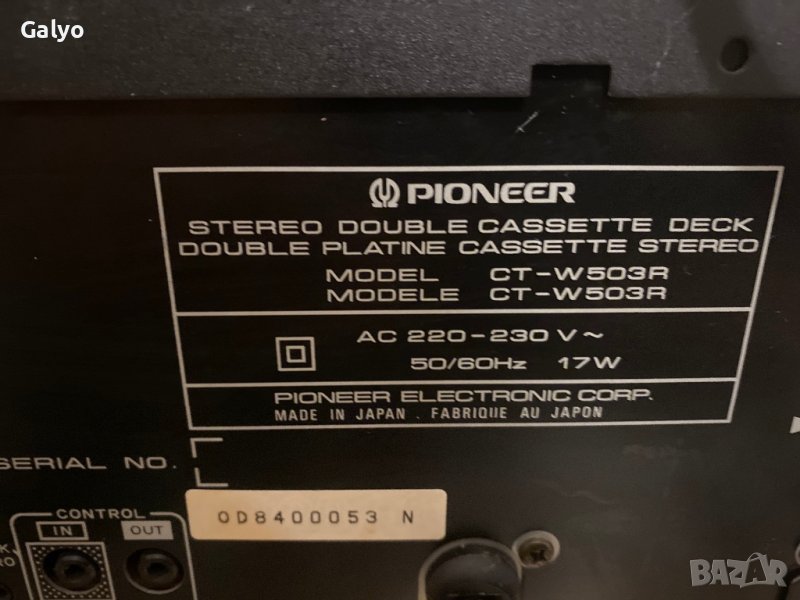 Galyo
PIONEER
STEREO DOUBLE CASSETTE DECK
DOUBLE PLATINE CASSETTE STEREO
MODEL CT-W503R
MODELE CT-W503R
AC 220-230 V~
50/60Hz 17W
PIONEER ELECTRONIC CORP.
MADE IN JAPAN . FABRIQUE AU JAPON
SERIAL NO.
OD8400053 N
CONTROL
IN OUT
BAZAR